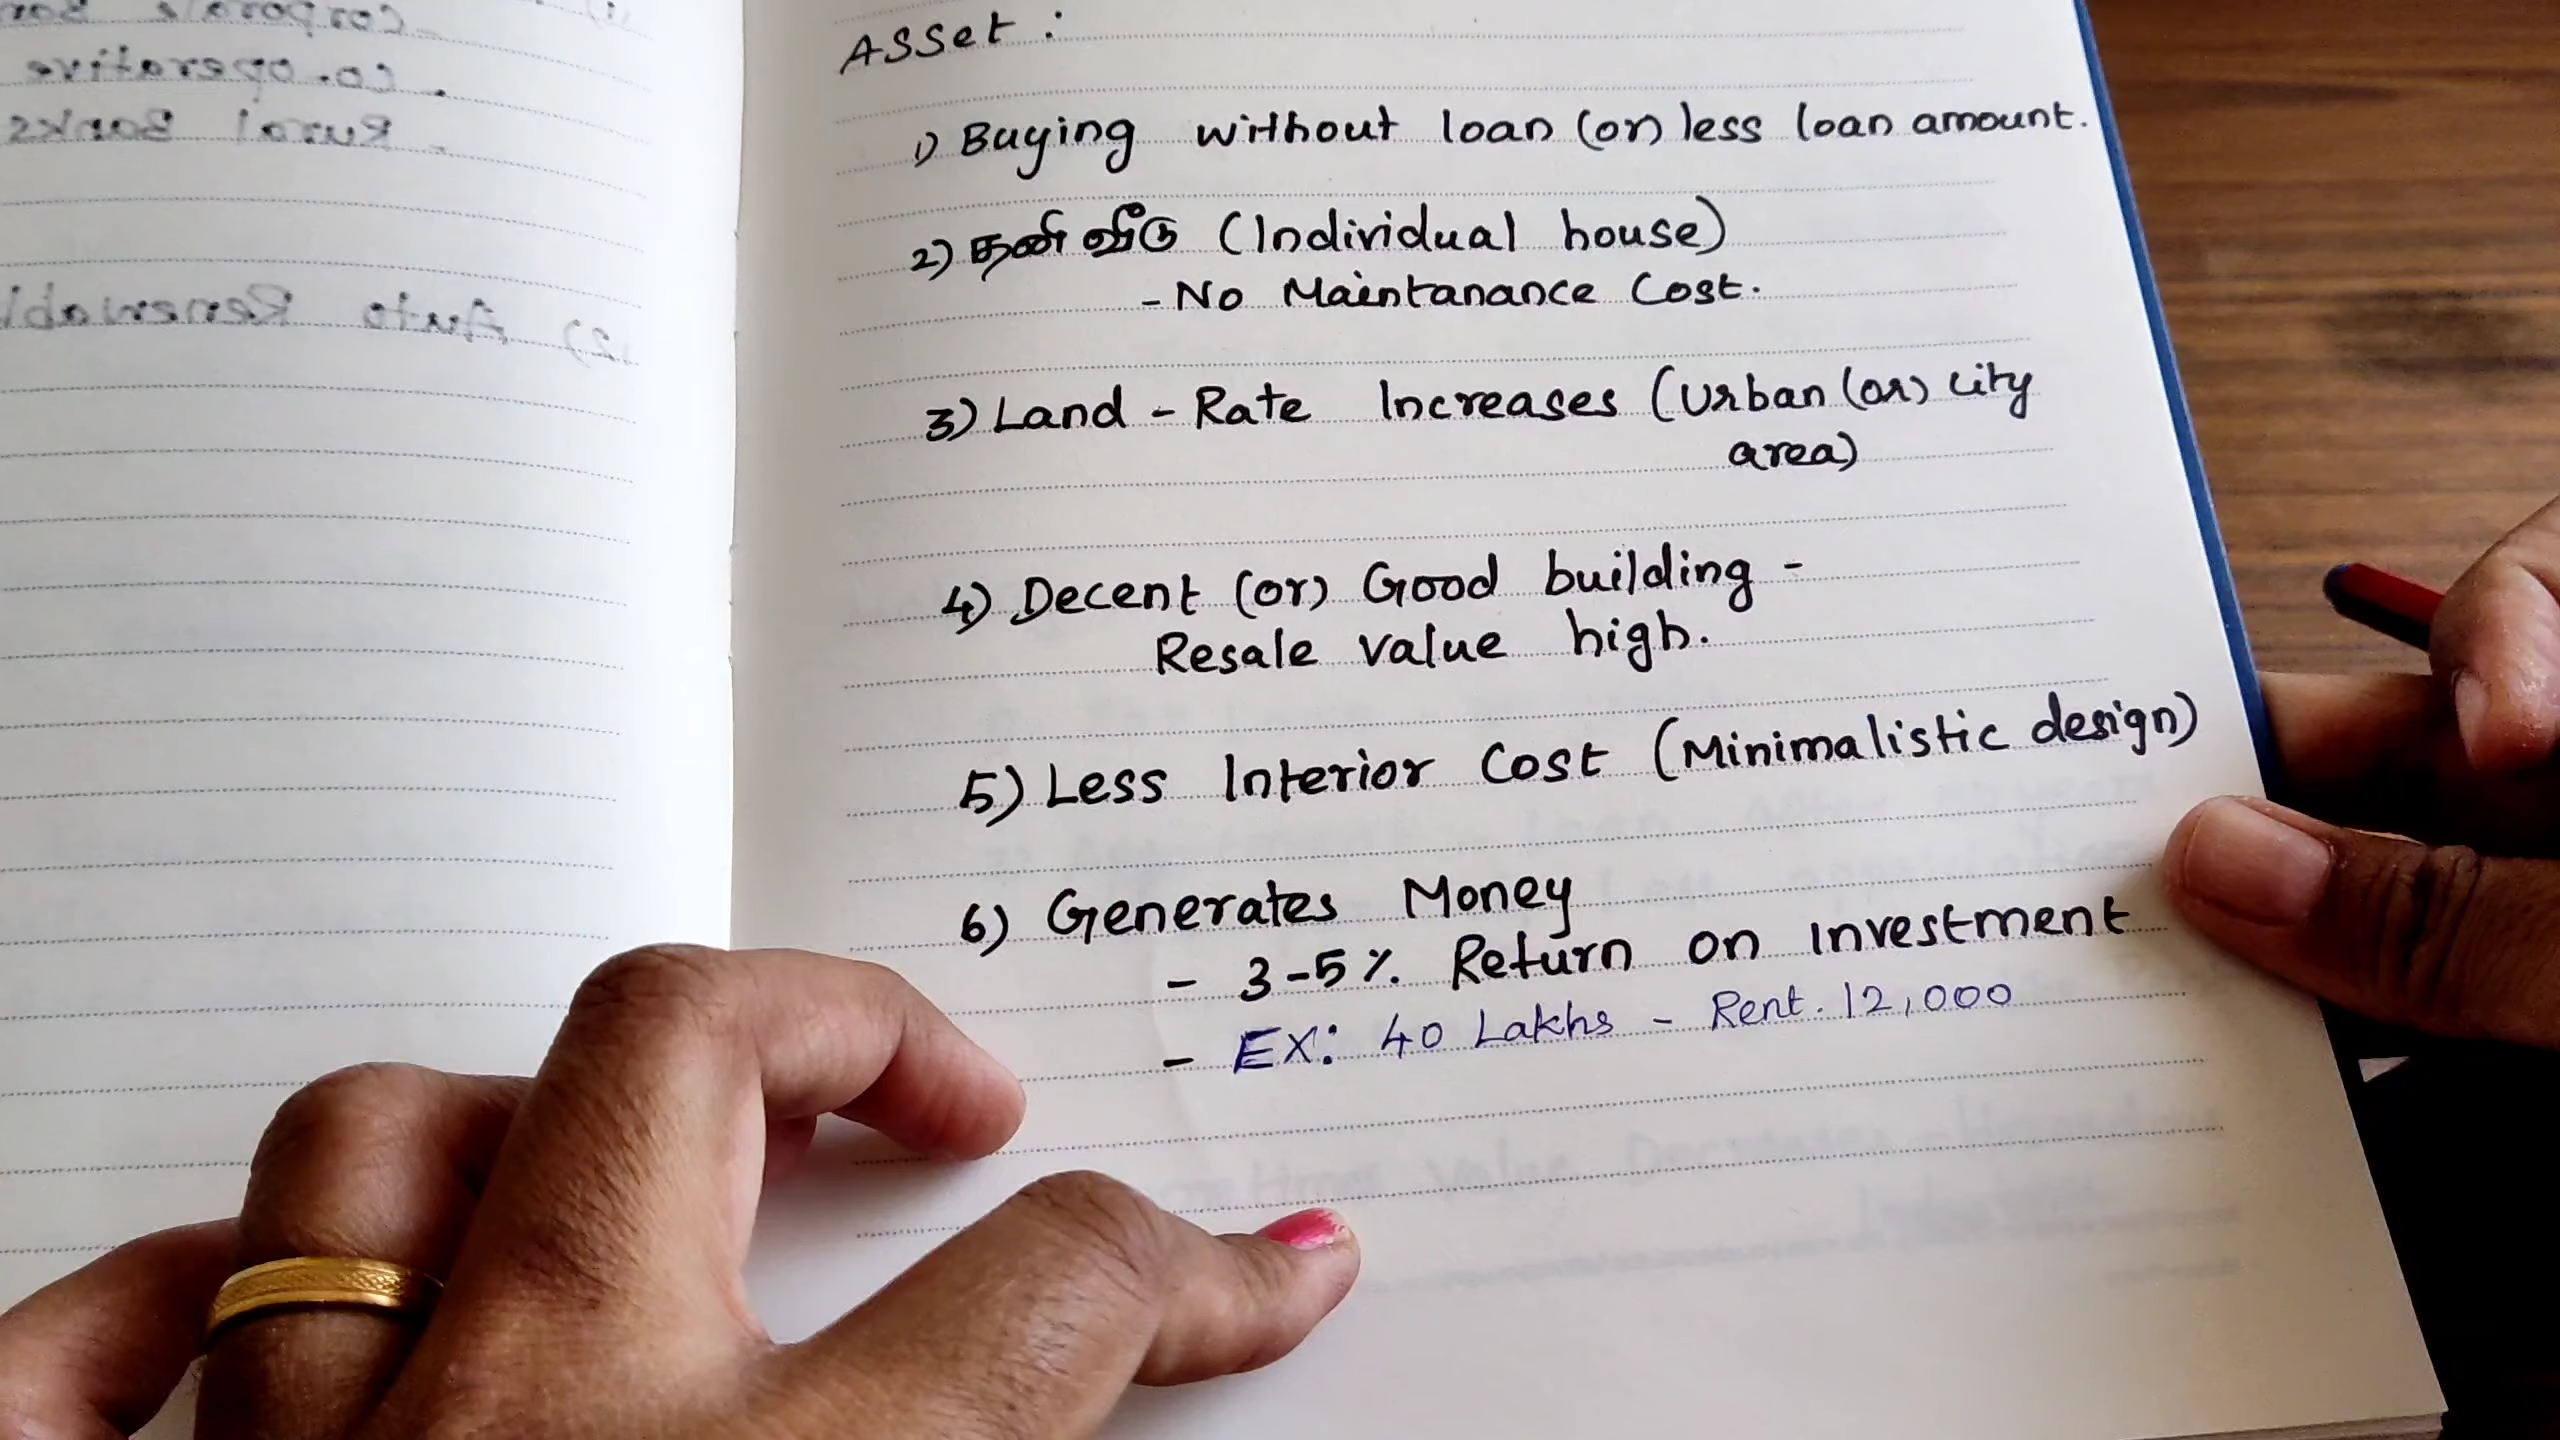 Asset :
1) Buying without loan (or) less loan amount.
2) தனி வீடு (Individual house)
- No Maintanance Cost.
3) Land - Rate Increases (Urban (or) city
area)
4) Decent (or) Good building -
Resale value high.
5) Less Interior Cost (Minimalistic design)
6) Generates Money
- 3-5% Return on investment
- EX: 40 Lakhs - Rent. 12,000